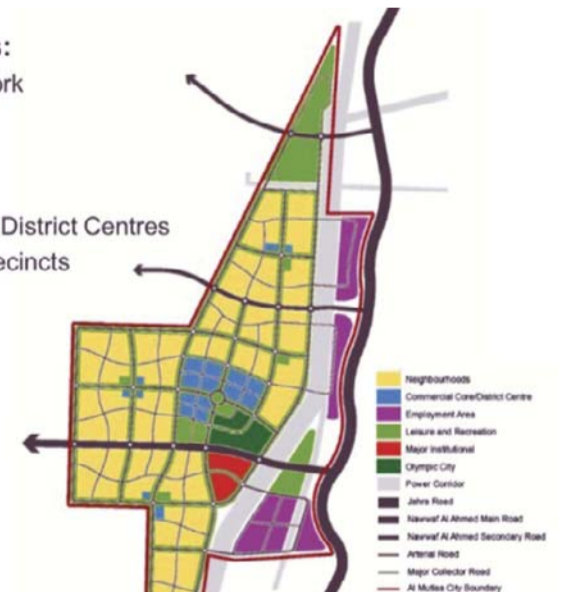 s:
ork
District Centres
ecincts
Neighbourhoods
Commercial Core/District Centre
Employment Area
Leisure and Recreation
Major Institutional
Olympic City
Power Corridor
Jahra Road
Nawwaf Al Ahmed Main Road
Nawwaf Al Ahmed Secondary Road
Arterial Road
Major Collector Road
Al Mutlaa City Boundary